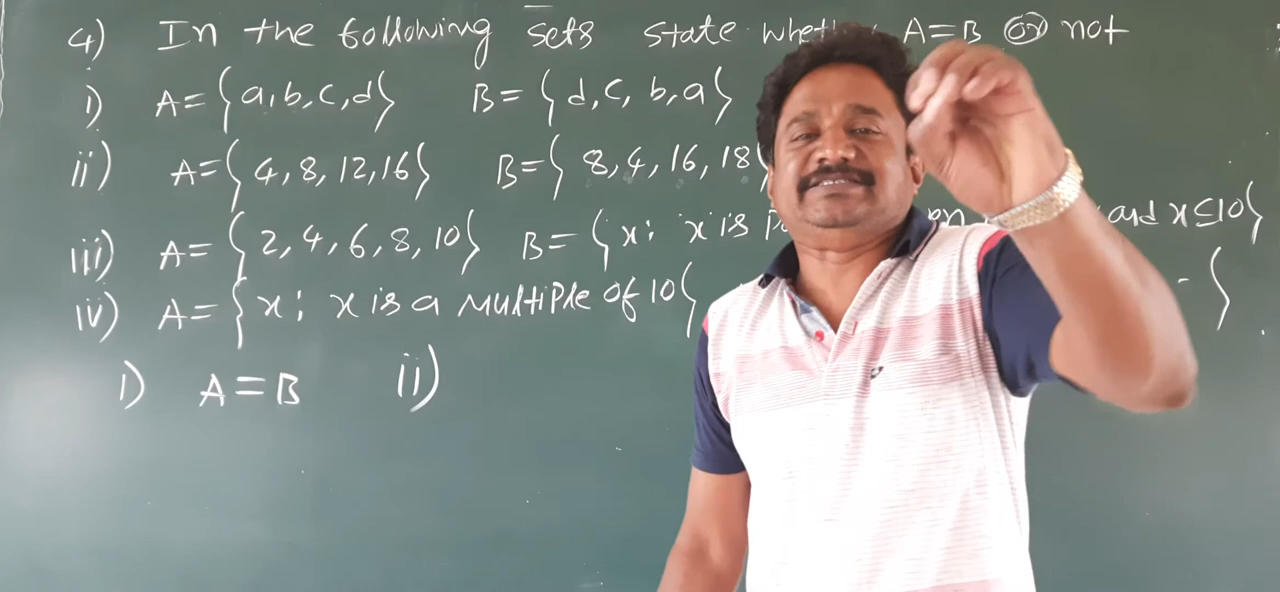 4) In the following sets state A=B or not
i) A={a,b,c,d} B={d,c,b,a}
ii) A={4,8,12,16} B={8,4,16,18
iii) A={2,4,6,8,10} B={x: x is and x≤10}
iv) A={x: x is a multiple of 10} - }
i) A=B ii)